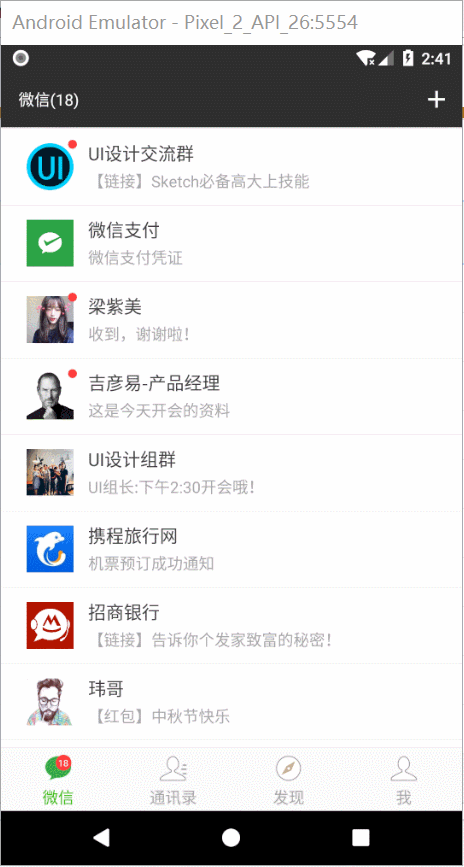 Android Emulator - Pixel_2_API_26:5554
2:41
微信(18)
UI
UI设计交流群
【链接】Sketch必备高大上技能
微信支付
微信支付凭证
梁紫美
收到，谢谢啦！
吉彦易-产品经理
这是今天开会的资料
UI设计组群
UI组长:下午2:30开会哦！
携程旅行网
机票预订成功通知
招商银行
【链接】告诉你个发家致富的秘密！
玮哥
【红包】中秋节快乐
18
微信
通讯录
发现
我